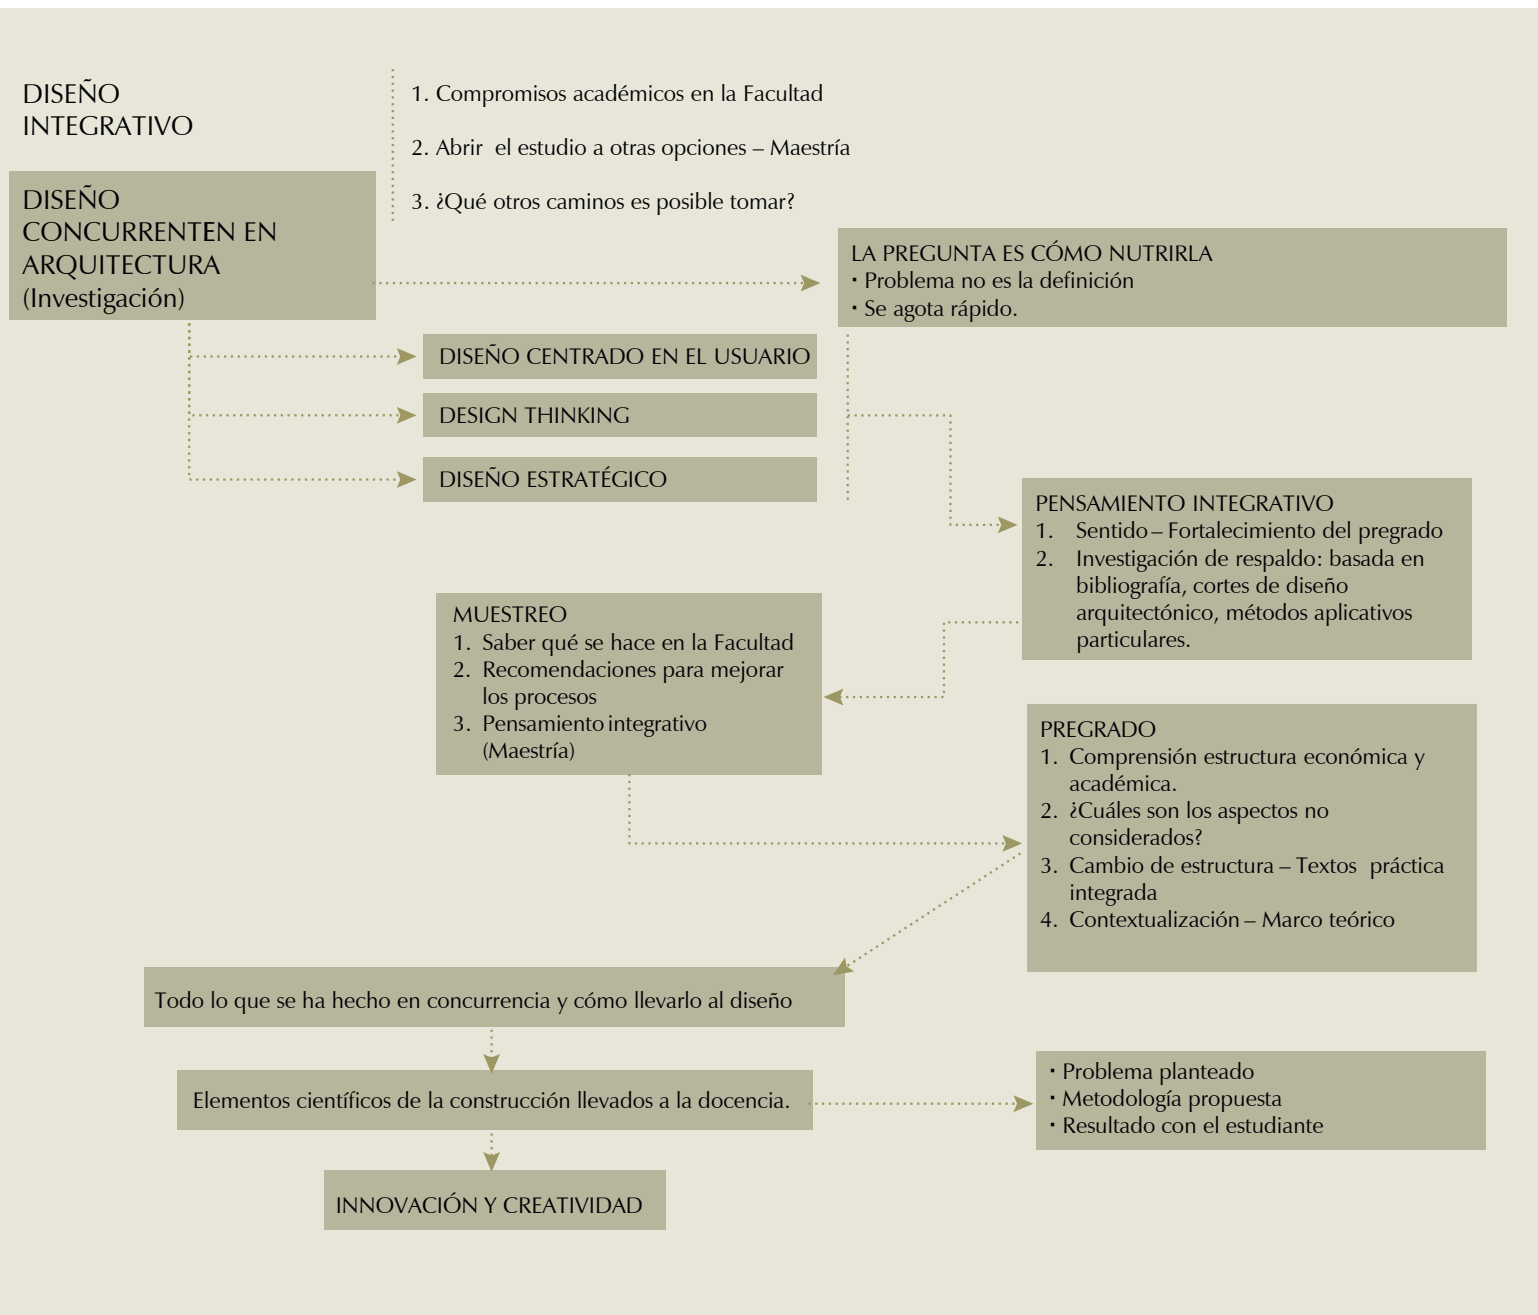 DISEÑO
INTEGRATIVO
1. Compromisos académicos en la Facultad
2. Abrir el estudio a otras opciones – Maestría
3. ¿Qué otros caminos es posible tomar?
DISEÑO
CONCURRENTEN EN
ARQUITECTURA
(Investigación)
LA PREGUNTA ES CÓMO NUTRIRLA
· Problema no es la definición
· Se agota rápido.
DISEÑO CENTRADO EN EL USUARIO
DESIGN THINKING
DISEÑO ESTRATÉGICO
PENSAMIENTO INTEGRATIVO
1. Sentido – Fortalecimiento del pregrado
2. Investigación de respaldo: basada en
bibliografía, cortes de diseño
arquitectónico, métodos aplicativos
particulares.
MUESTREO
1. Saber qué se hace en la Facultad
2. Recomendaciones para mejorar
los procesos
3. Pensamiento integrativo
(Maestría)
PREGRADO
1. Comprensión estructura económica y
académica.
2. ¿Cuáles son los aspectos no
considerados?
3. Cambio de estructura – Textos práctica
integrada
4. Contextualización – Marco teórico
Todo lo que se ha hecho en concurrencia y cómo llevarlo al diseño
Elementos científicos de la construcción llevados a la docencia.
· Problema planteado
· Metodología propuesta
· Resultado con el estudiante
INNOVACIÓN Y CREATIVIDAD